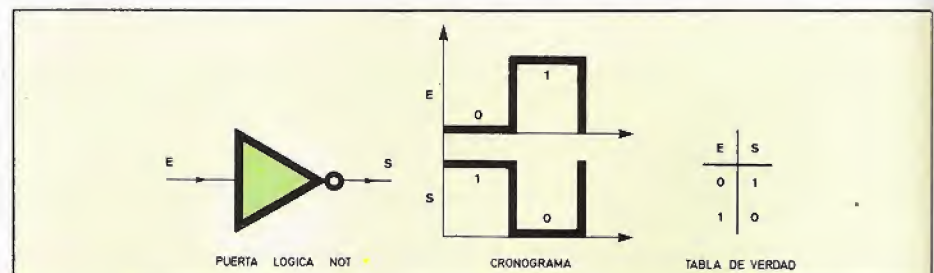 E
S
PUERTA LOGICA NOT
E
0
1
S
1
0
CRONOGRAMA
E S
0 1
1 0
TABLA DE VERDAD